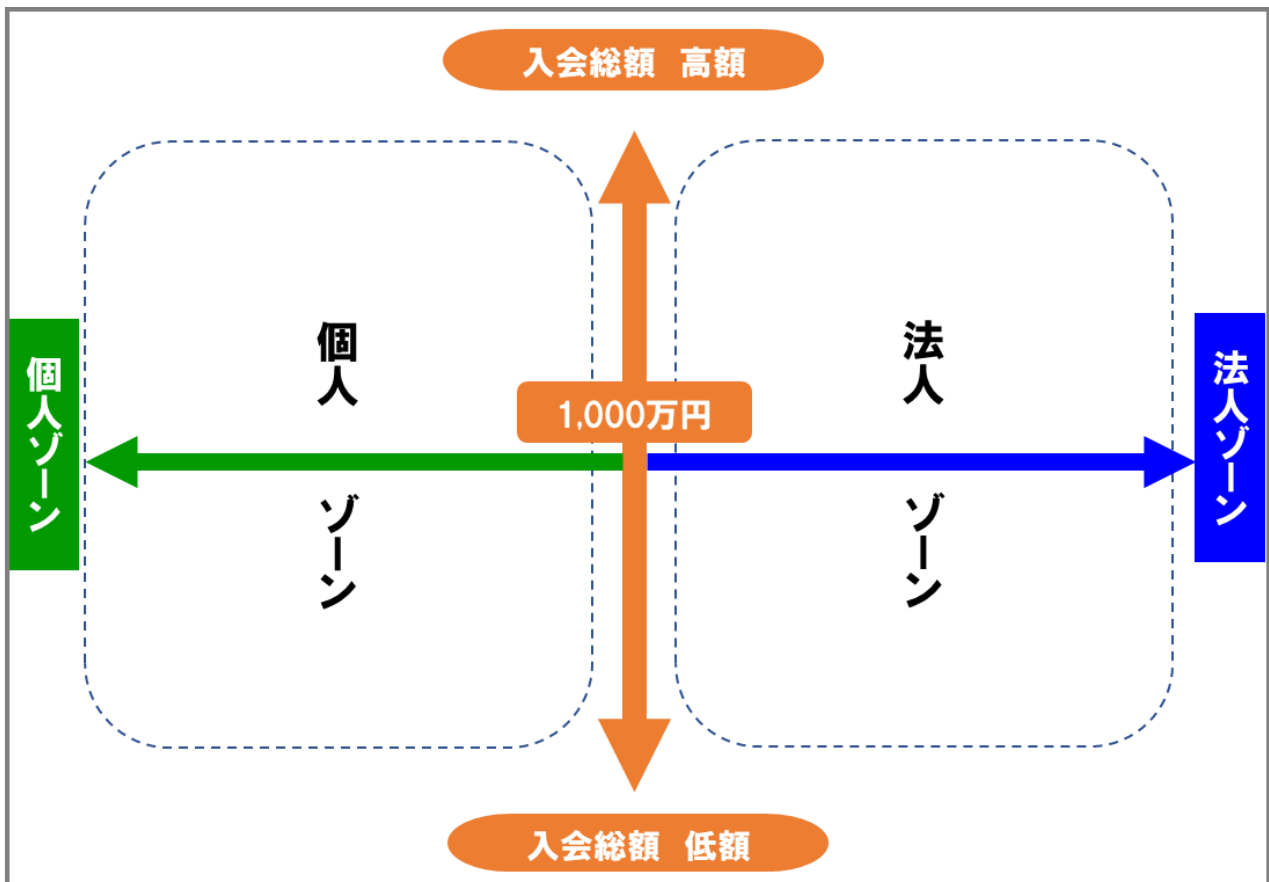 入会総額 高額
個人ゾーン
個人ゾーン
1,000万円
法人ゾーン
法人ゾーン
入会総額 低額